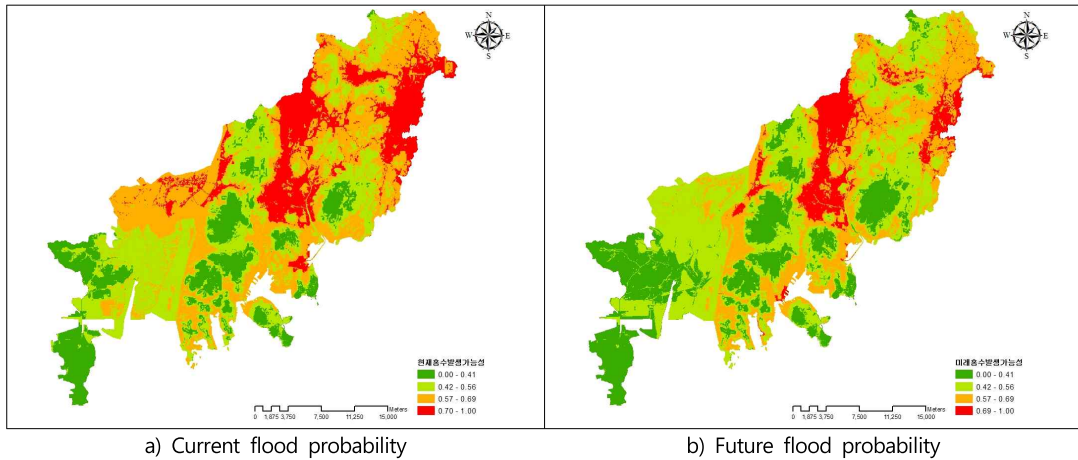 N
W E
S
현재홍수발생가능성
0.00 - 0.41
0.42 - 0.56
0.57 - 0.69
0.70 - 1.00
Meters
0 1,875 3,750 7,500 11,250 15,000
a) Current flood probability
N
W E
S
미래홍수발생가능성
0.00 - 0.41
0.42 - 0.56
0.57 - 0.69
0.69 - 1.00
Meters
0 1,875 3,750 7,500 11,250 15,000
b) Future flood probability